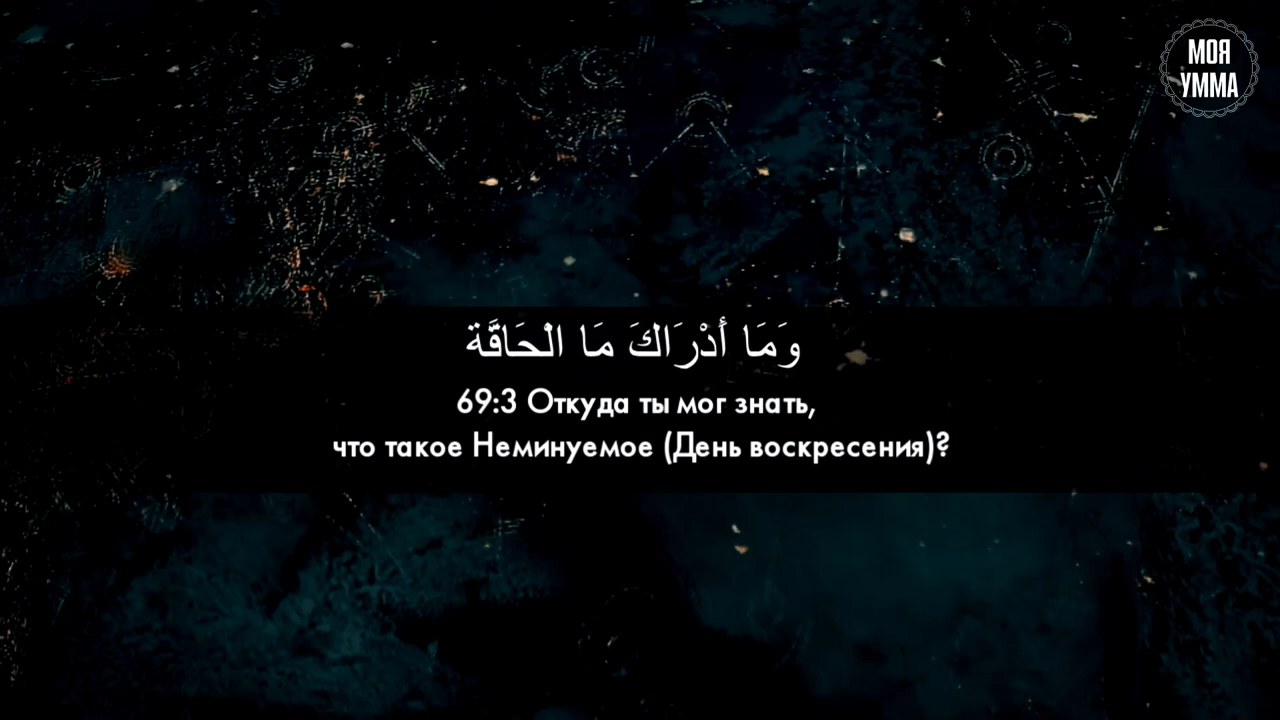 МОЯ
УММА
وَمَا أَدْرَاكَ مَا الْحَاقَّة
69:3 Откуда ты мог знать,
что такое Неминуемое (День воскресения)?